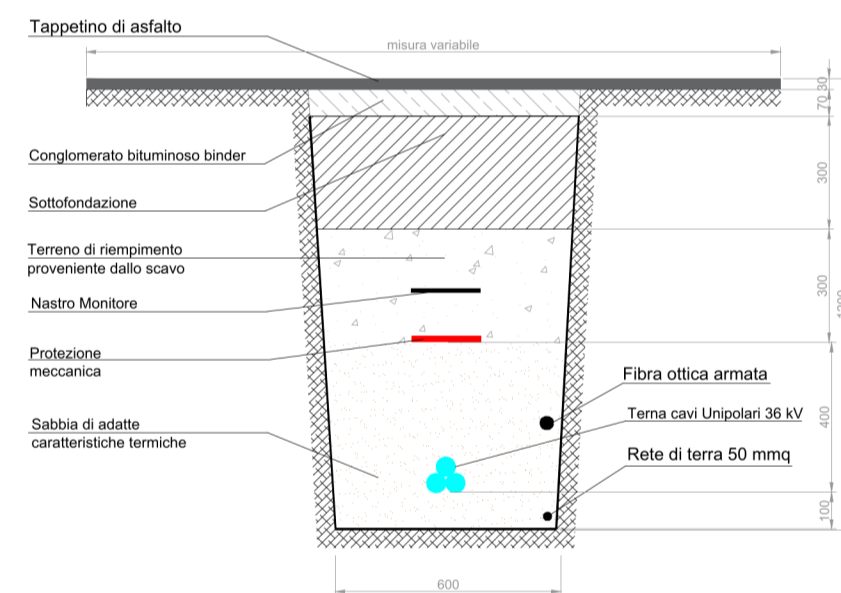 Tappetino di asfalto
misura variabile
30
70
Conglomerato bituminoso binder
300
Sottofondazione
Terreno di riempimento
proveniente dallo scavo
300
Nastro Monitore
Protezione
meccanica
Fibra ottica armata
Terna cavi Unipolari 36 kV
400
Sabbia di adatte
caratteristiche termiche
Rete di terra 50 mmq
100
600